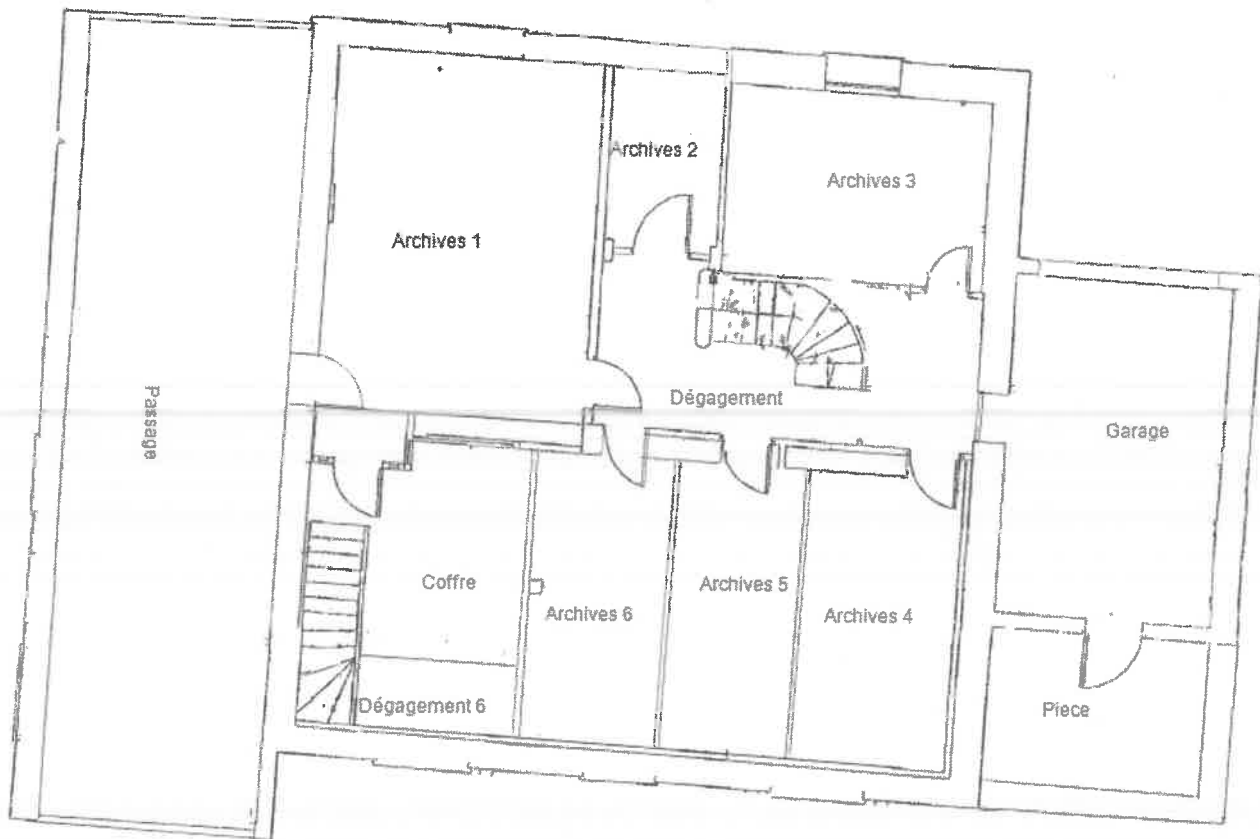 Archives 2
Archives 3
Archives 1
Passage
Dégagement
Garage
Coffre
Archives 6
Archives 5
Archives 4
Dégagement 6
Piece